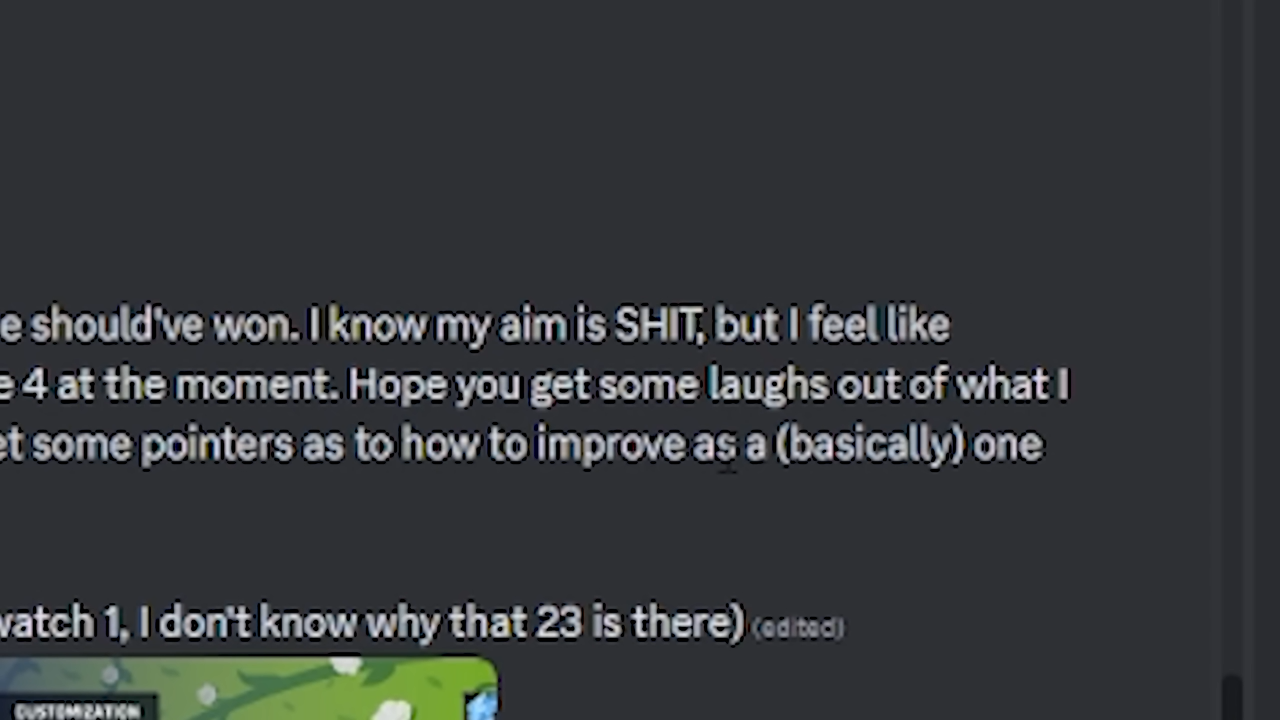 e should've won. I know my aim is SHIT, but I feel like
e 4 at the moment. Hope you get some laughs out of what I
et some pointers as to how to improve as a (basically) one
watch 1, I don't know why that 23 is there) (edited)
CUSTOMIZATION